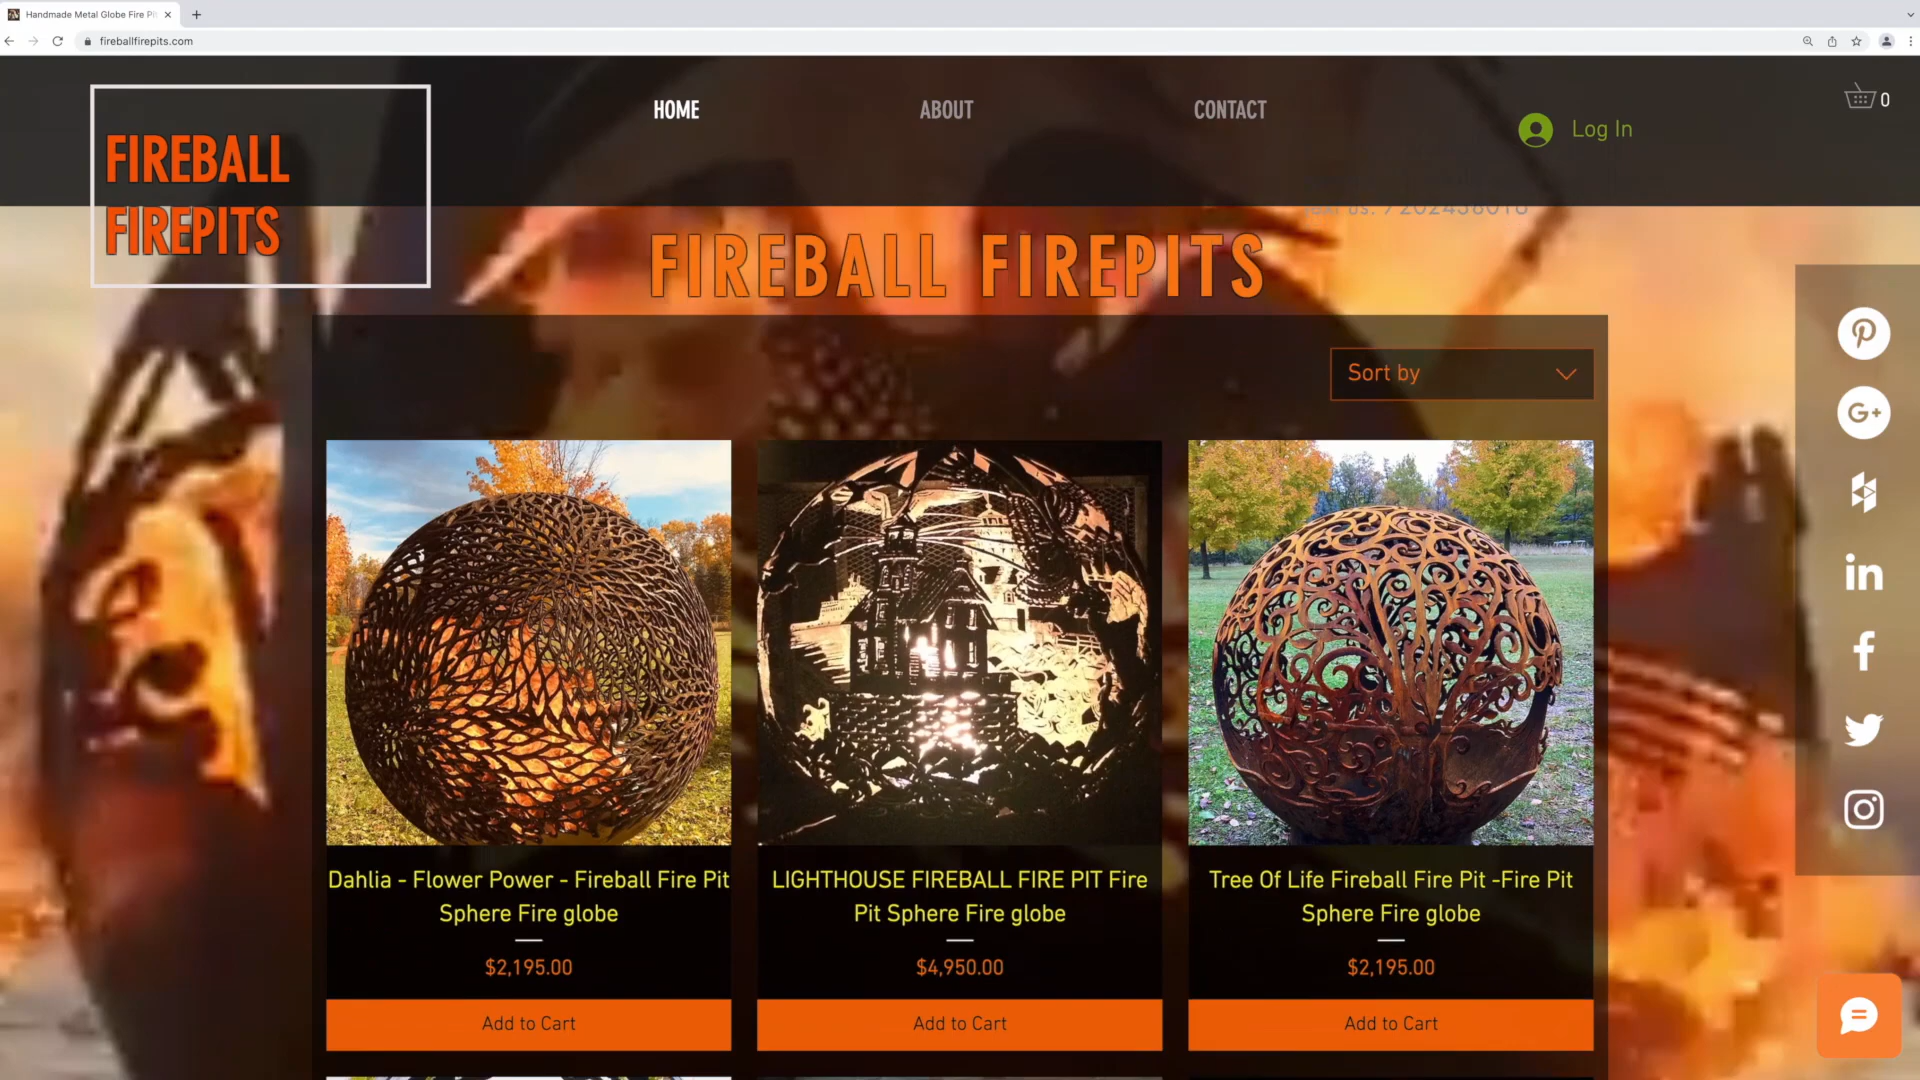 Handmade Metal Globe Fire Pi
fireballfirepits.com
FIREBALL
FIREPITS
HOME
ABOUT
CONTACT
Log In
0
FIREBALL FIREPITS
Sort by
Dahlia - Flower Power - Fireball Fire Pit
Sphere Fire globe
$2,195.00
Add to Cart
LIGHTHOUSE FIREBALL FIRE PIT Fire
Pit Sphere Fire globe
$4,950.00
Add to Cart
Tree Of Life Fireball Fire Pit -Fire Pit
Sphere Fire globe
$2,195.00
Add to Cart
G+
in